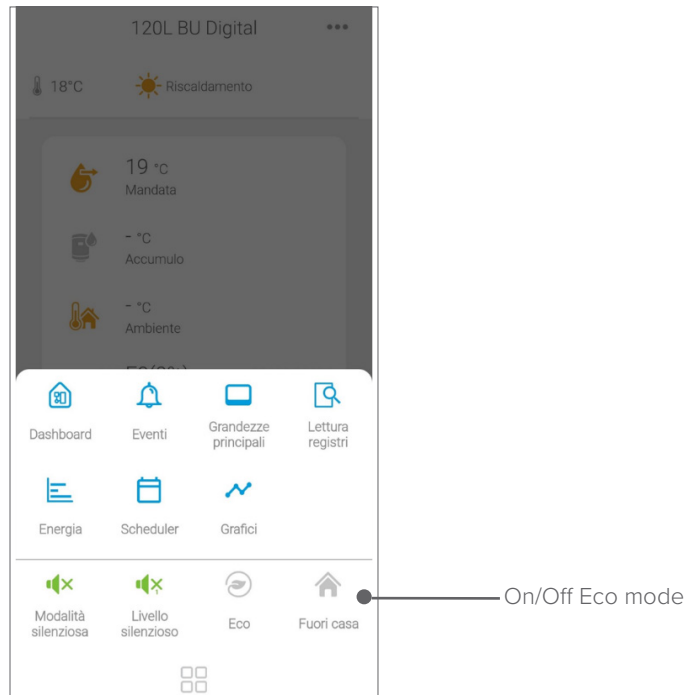 120L BU Digital
18°C
Riscaldamento
19 °C
Mandata
- °C
Accumulo
- °C
Ambiente
Dashboard
Eventi
Grandezze
principali
Lettura
registri
Energia
Scheduler
Grafici
Modalità
silenziosa
Livello
silenzioso
Eco
Fuori casa
On/Off Eco mode